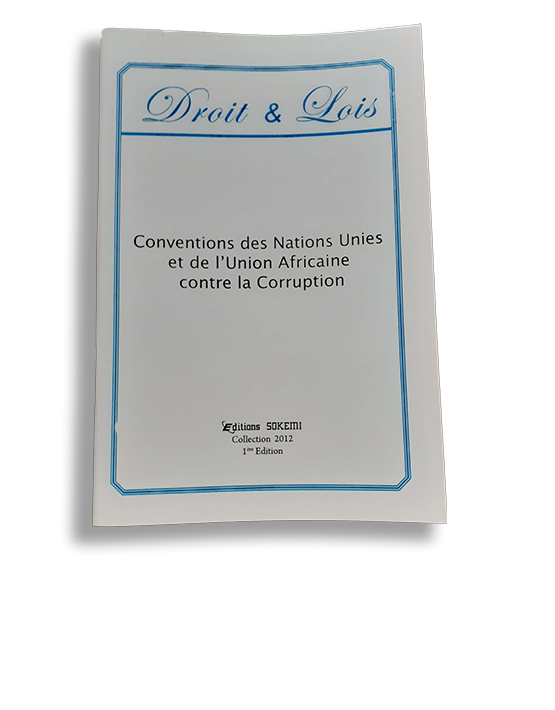 Droit & Lois
Conventions des Nations Unies
et de l'Union Africaine
contre la Corruption
Editions SOKEMI
Collection 2012
1ère Edition